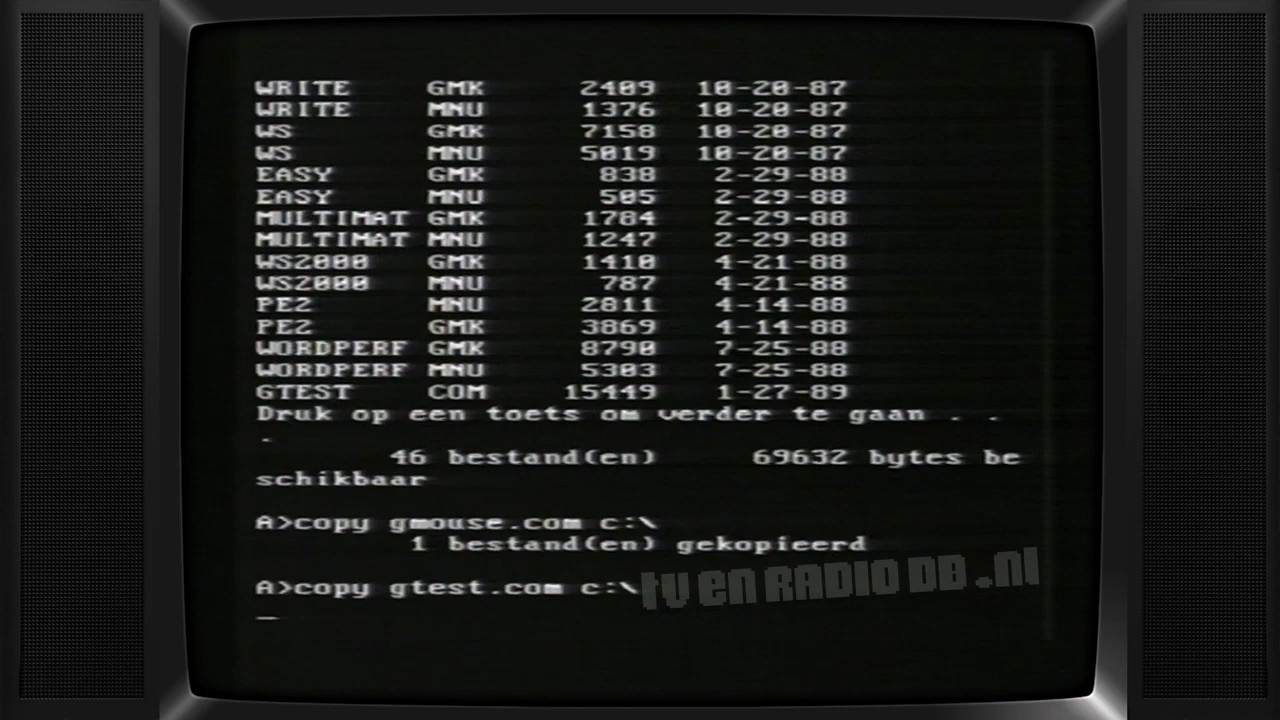 WRITE    GMK     2409  10-20-87
WRITE    MNU     1376  10-20-87
WS       GMK     7158  10-20-87
WS       MNU     5019  10-20-87
EASY     GMK      838   2-29-88
EASY     MNU      505   2-29-88
MULTIMAT GMK     1784   2-29-88
MULTIMAT MNU     1247   2-29-88
WS2000   GMK     1410   4-21-88
WS2000   MNU      787   4-21-88
PE2      MNU     2811   4-14-88
PE2      GMK     3869   4-14-88
WORDPERF GMK     8790   7-25-88
WORDPERF MNU     5303   7-25-88
GTEST    COM    15449   1-27-89
Druk op een toets om verder te gaan . .
.
46 bestand(en)     69632 bytes be
schikbaar
A>copy gmouse.com c:\
1 bestand(en) gekopieerd
A>copy gtest.com c:\
_
tv en RADIO DB .nl